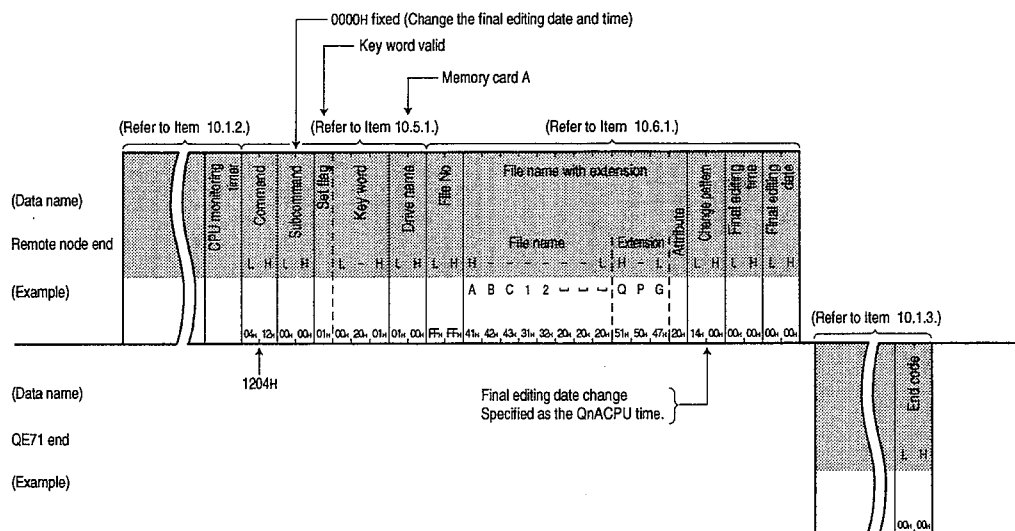 0000H fixed (Change the final editing date and time)
Key word valid
Memory card A
(Refer to Item 10.1.2.)
(Refer to Item 10.5.1.)
(Refer to Item 10.6.1.)
(Data name)
CPU monitoring timer
Command
Subcommand
Set flag
Key word
Drive name
File No
File name with extension
Attribute
Change pattern
Final editing time
Final editing date
Remote node end
File name
Extension
L H L H L - H L H L H H - - - - - - L H - L L H L H L H
(Example)
A B C 1 2 ⎵ ⎵ ⎵ Q P G
04H 12H 00H 00H 01H 00H 20H 01H 01H 00H FFH FFH 41H 42H 43H 31H 32H 20H 20H 20H 51H 50H 47H 20H 14H 00H 00H 00H 00H 00H
(Refer to Item 10.1.3.)
1204H
Final editing date change
Specified as the QnACPU time.
(Data name)
End code
QE71 end
L H
(Example)
00H 00H